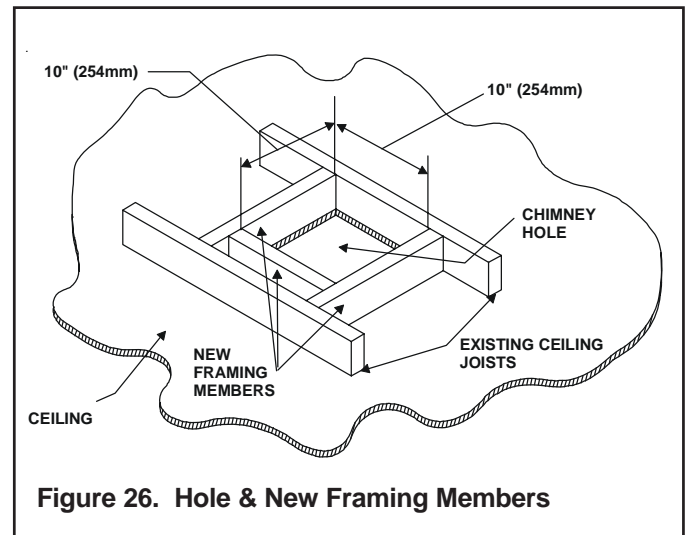 10" (254mm)
10" (254mm)
CHIMNEY
HOLE
EXISTING CEILING
JOISTS
NEW
FRAMING
MEMBERS
CEILING
Figure 26. Hole & New Framing Members